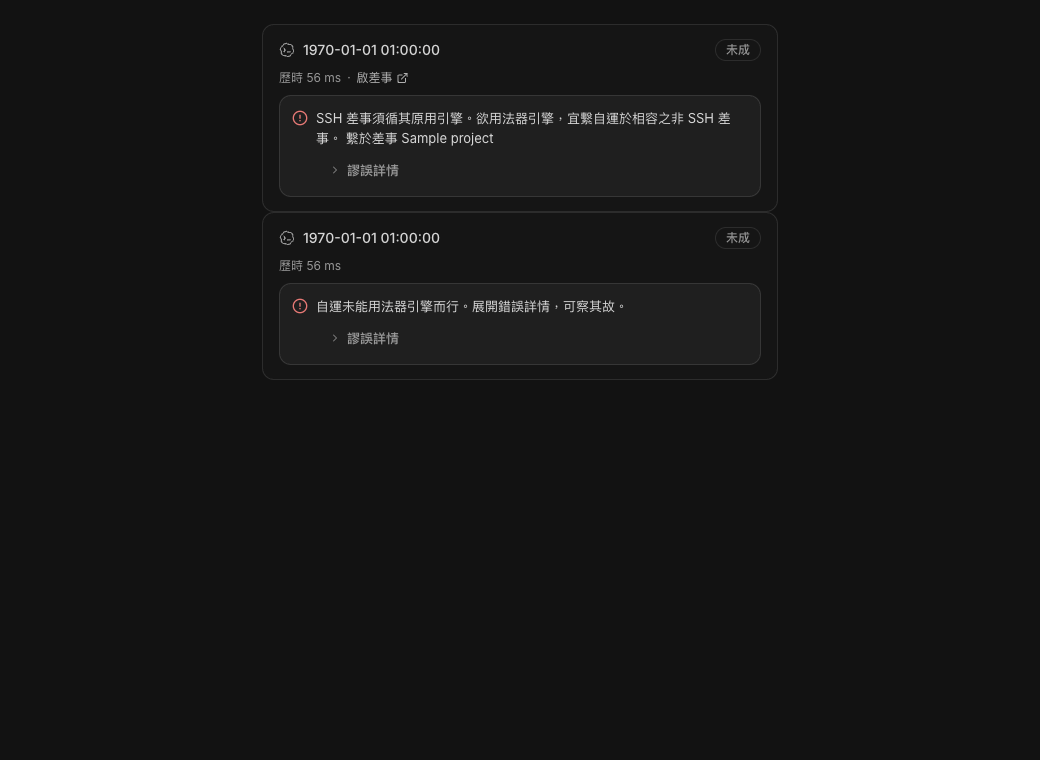 1970-01-01 01:00:00
未成
歷時 56 ms · 啟差事
SSH 差事須循其原用引擎。欲用法器引擎，宜繫自運於相容之非 SSH 差
事。 繫於差事 Sample project
謬誤詳情
1970-01-01 01:00:00
未成
歷時 56 ms
自運未能用法器引擎而行。展開錯誤詳情，可察其故。
謬誤詳情